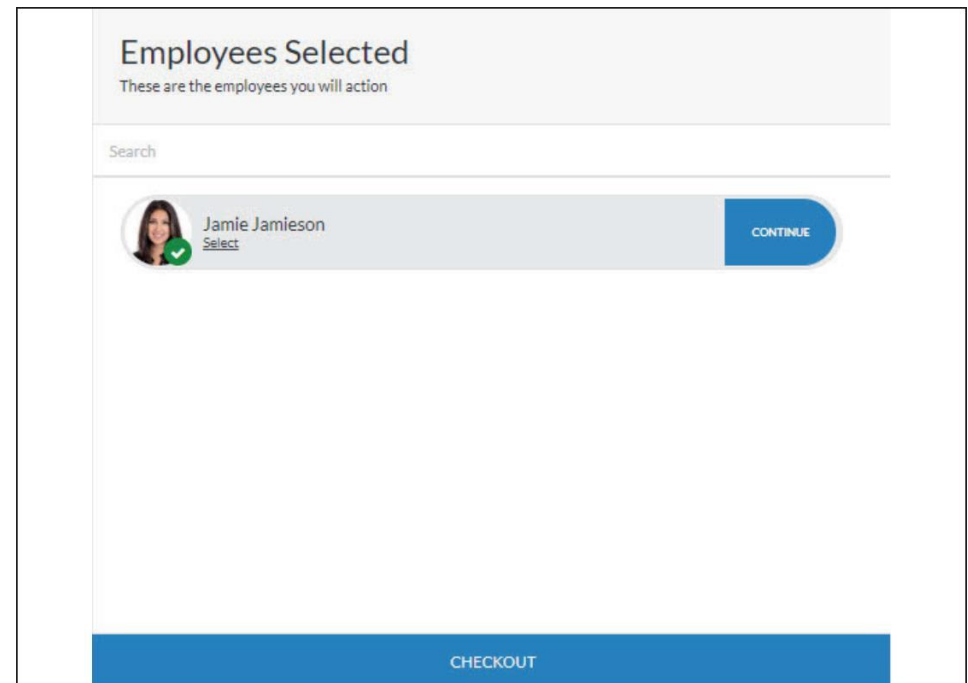 Employees Selected
These are the employees you will action
Search
Jamie Jamieson
Select
CONTINUE
CHECKOUT